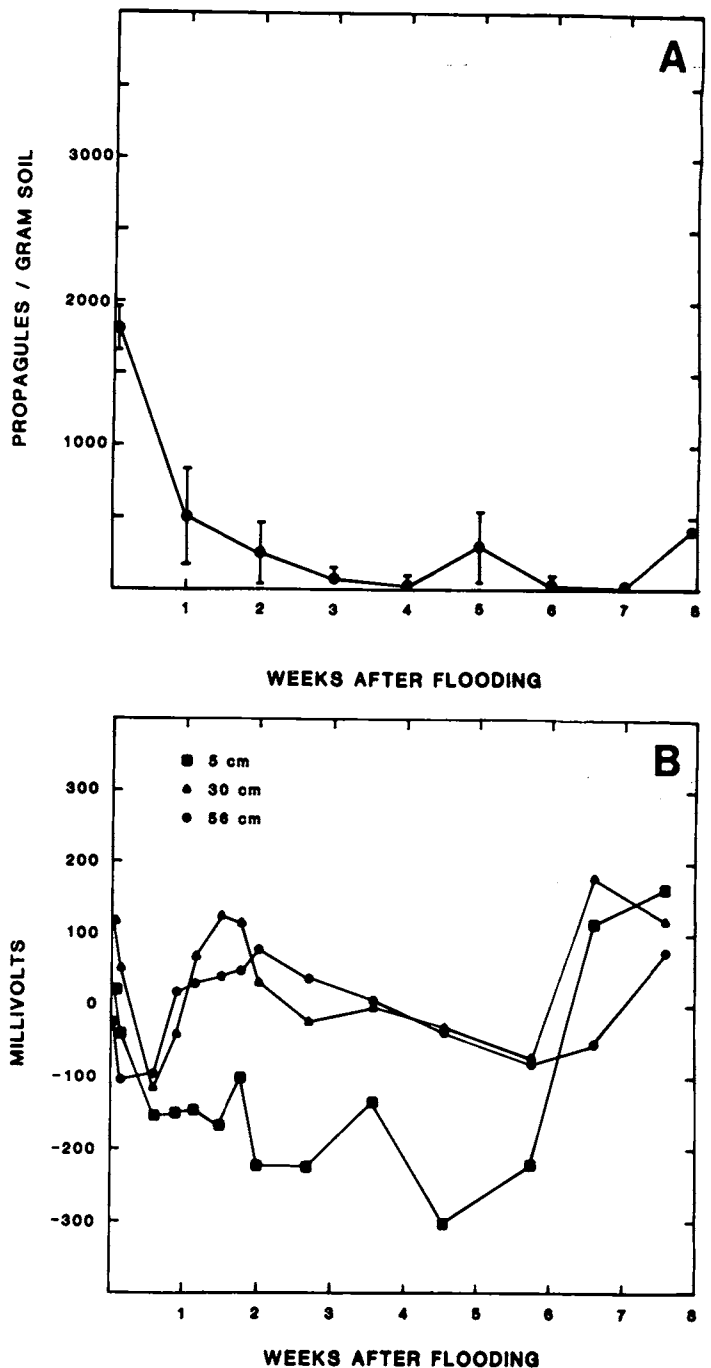 A
PROPAGULES / GRAM SOIL
3000
2000
1000
1 2 3 4 5 6 7 8
WEEKS AFTER FLOODING
B
5 cm
30 cm
56 cm
MILLIVOLTS
300
200
100
0
-100
-200
-300
1 2 3 4 5 6 7 8
WEEKS AFTER FLOODING